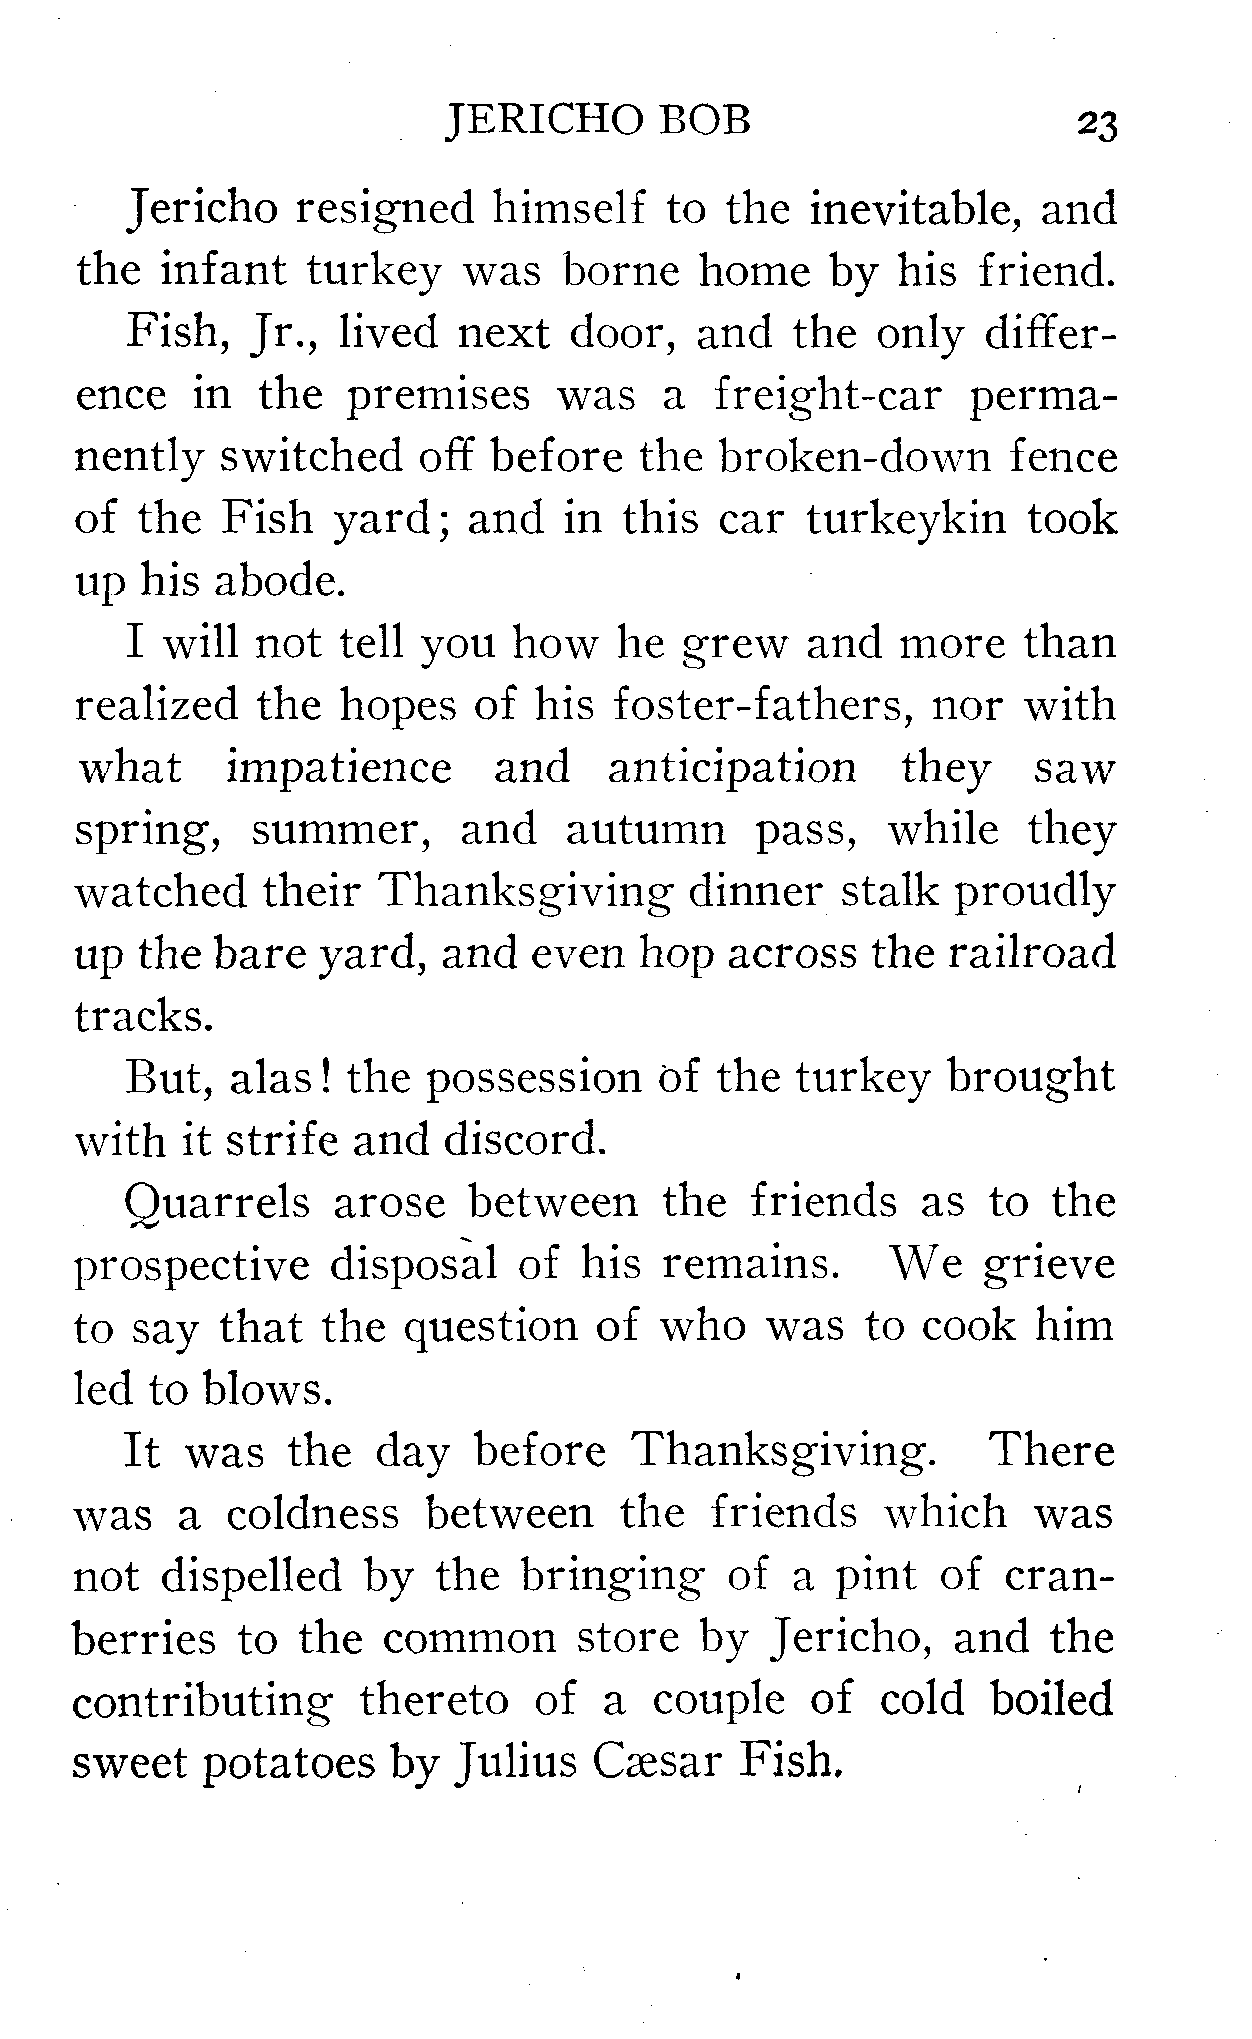 JERICHO BOB 23
Jericho resigned himself to the inevitable, and
the infant turkey was borne home by his friend.
Fish, Jr., lived next door, and the only differ-
ence in the premises was a freight-car perma-
nently switched off before the broken-down fence
of the Fish yard; and in this car turkeykin took
up his abode.
I will not tell you how he grew and more than
realized the hopes of his foster-fathers, nor with
what impatience and anticipation they saw
spring, summer, and autumn pass, while they
watched their Thanksgiving dinner stalk proudly
up the bare yard, and even hop across the railroad
tracks.
But, alas! the possession of the turkey brought
with it strife and discord.
Quarrels arose between the friends as to the
prospective disposal of his remains. We grieve
to say that the question of who was to cook him
led to blows.
It was the day before Thanksgiving. There
was a coldness between the friends which was
not dispelled by the bringing of a pint of cran-
berries to the common store by Jericho, and the
contributing thereto of a couple of cold boiled
sweet potatoes by Julius Cæsar Fish.